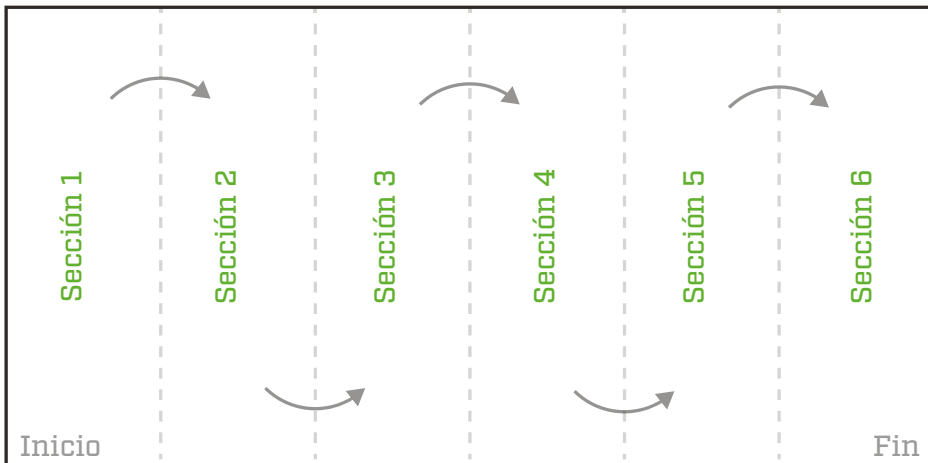 Sección 1
Sección 2
Sección 3
Sección 4
Sección 5
Sección 6
Inicio
Fin